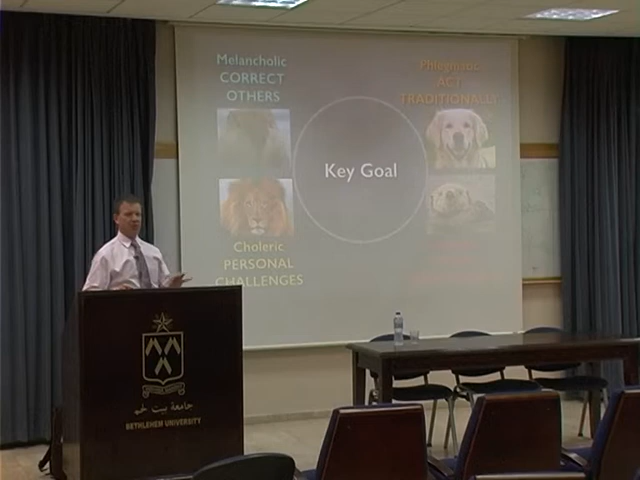 Melancholic
CORRECT
OTHERS
Phlegmatic
ACT
TRADITIONALLY
Key Goal
Choleric
PERSONAL
CHALLENGES
جامعة بيت لحم
BETHLEHEM UNIVERSITY